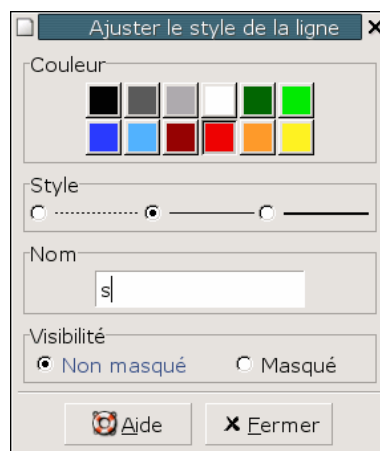 Ajuster le style de la ligne
Couleur
Style
Nom
s
Visibilité
Non masqué Masqué
Aide Fermer